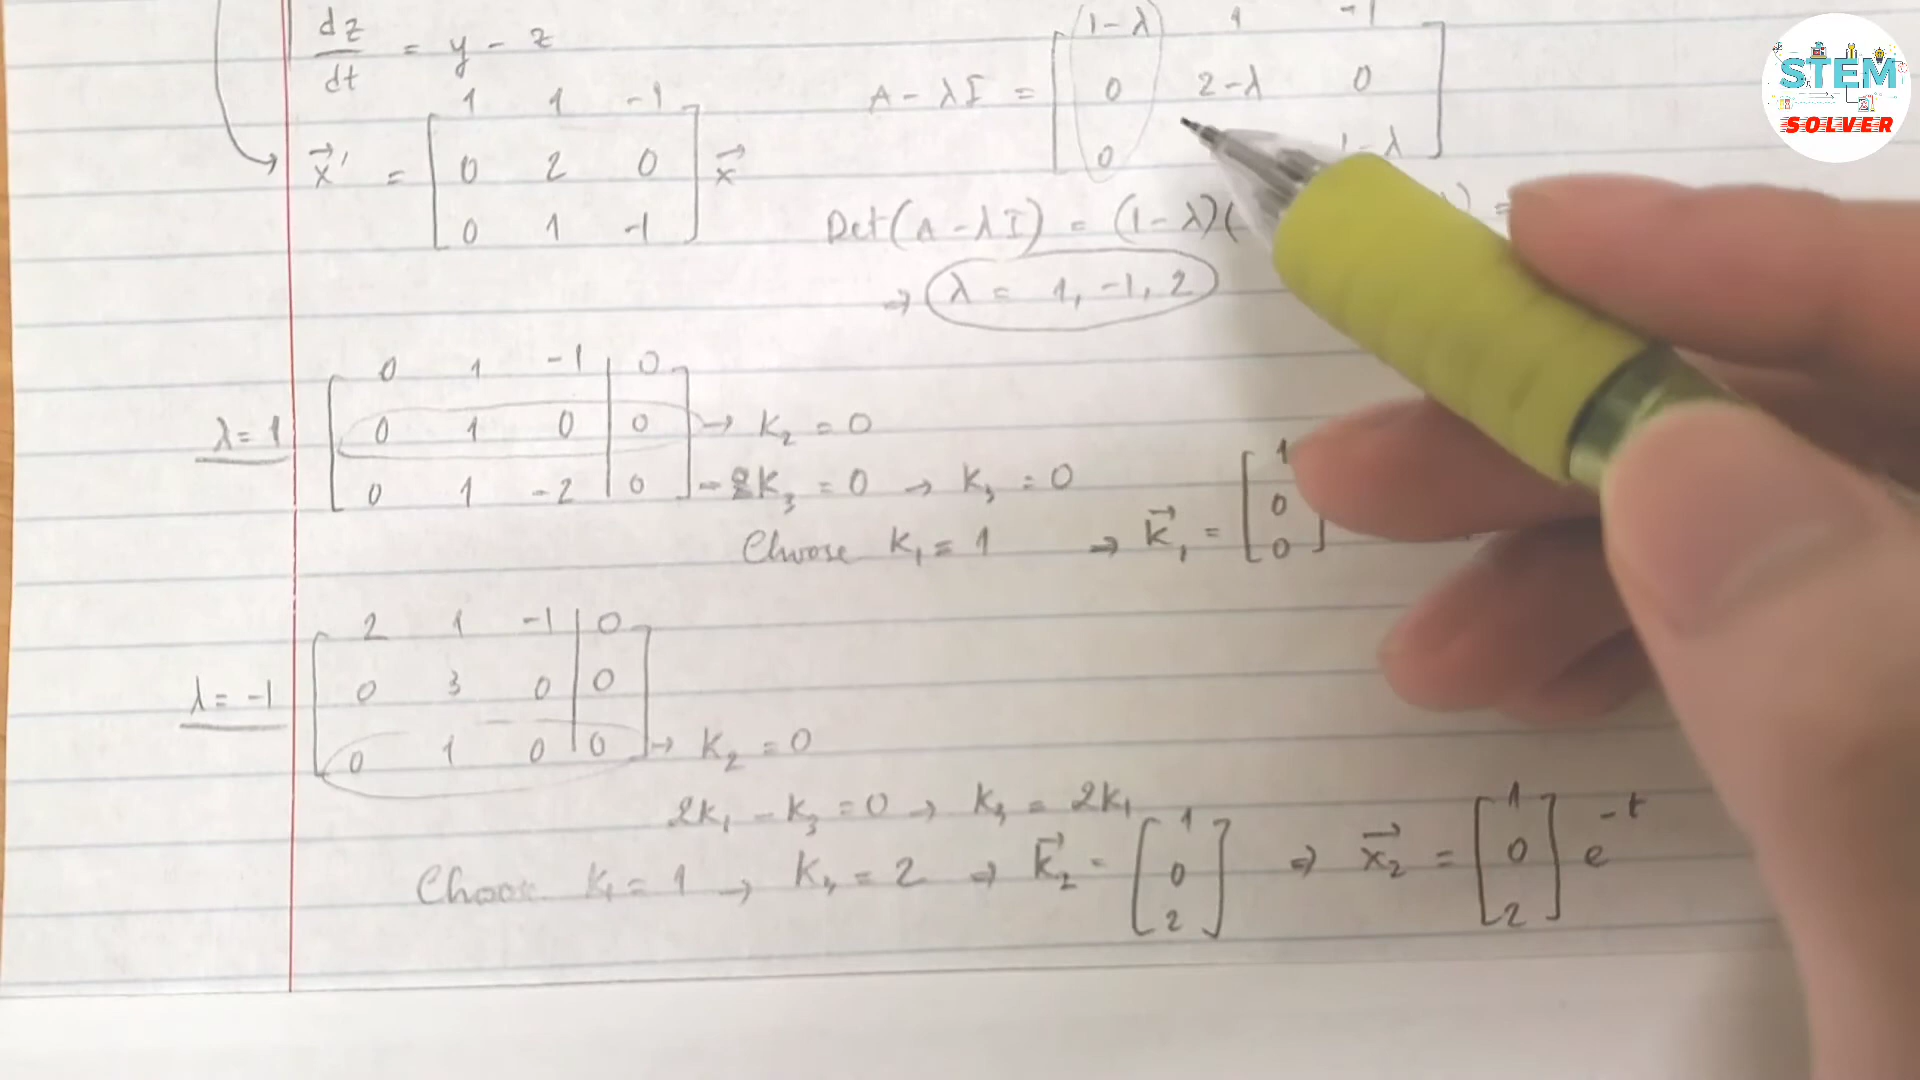 dz/dt = y - z
x⃗' = [1 1 -1; 0 2 0; 0 1 -1] x⃗
A - λI = [1-λ 1 -1; 0 2-λ 0; 0 -λ]
Det(A - λI) = (1-λ)( ) =
→ λ = 1, -1, 2
λ = 1 [0 1 -1 | 0; 0 1 0 | 0; 0 1 -2 | 0]
→ k₂ = 0
-2k₃ = 0 → k₃ = 0
Choose k₁ = 1 → k⃗₁ = [1; 0; 0]
λ = -1 [2 1 -1 | 0; 0 3 0 | 0; 0 1 0 | 0]
→ k₂ = 0
2k₁ - k₃ = 0 → k₃ = 2k₁
Choose k₁ = 1 → k₃ = 2 ⇒ k⃗₂ = [1; 0; 2] ⇒ x⃗₂ = [1; 0; 2] e^-t
STEM
SOLVER